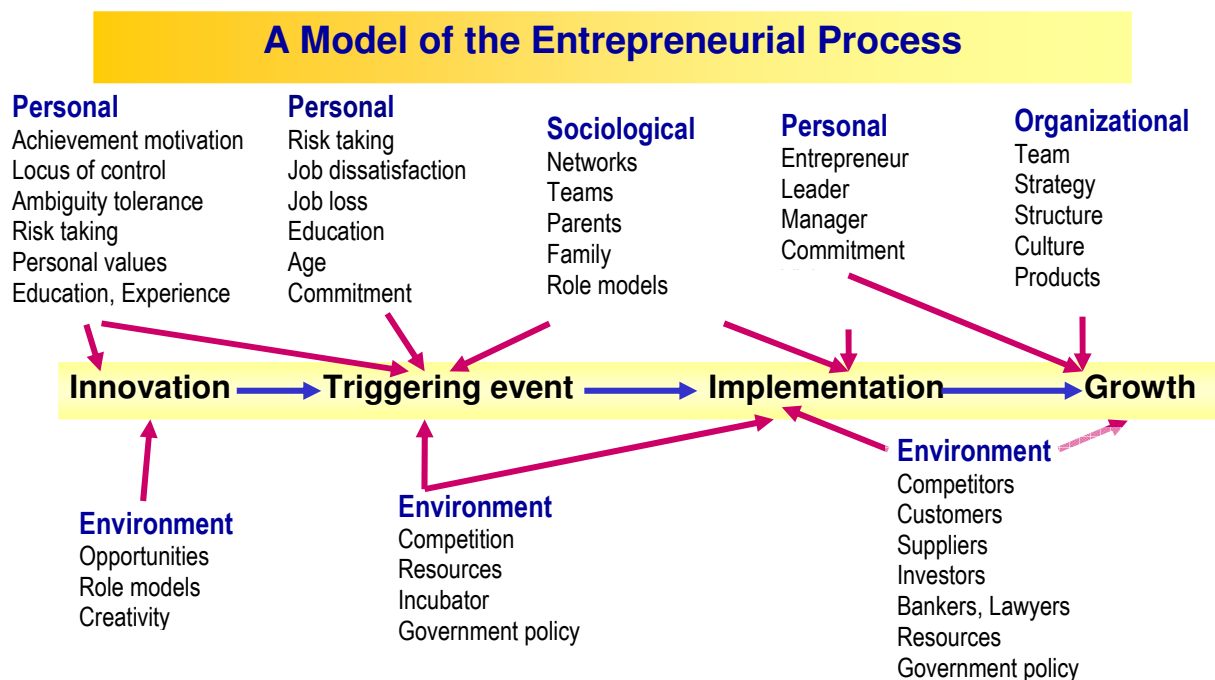 A Model of the Entrepreneurial Process
Personal
Achievement motivation
Locus of control
Ambiguity tolerance
Risk taking
Personal values
Education, Experience
Personal
Risk taking
Job dissatisfaction
Job loss
Education
Age
Commitment
Sociological
Networks
Teams
Parents
Family
Role models
Personal
Entrepreneur
Leader
Manager
Commitment
Organizational
Team
Strategy
Structure
Culture
Products
Innovation
Triggering event
Implementation
Growth
Environment
Opportunities
Role models
Creativity
Environment
Competition
Resources
Incubator
Government policy
Environment
Competitors
Customers
Suppliers
Investors
Bankers, Lawyers
Resources
Government policy